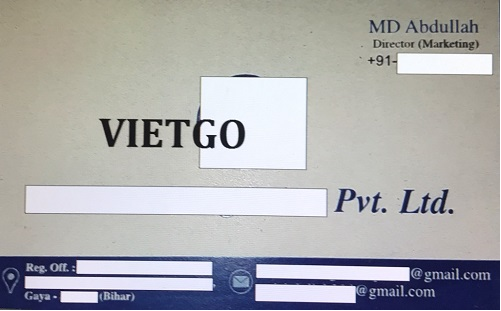 MD Abdullah
Director (Marketing)
+91-
VIETGO
Pvt. Ltd.
Reg. Off. :
@gmail.com
@gmail.com
Gaya - (Bihar)